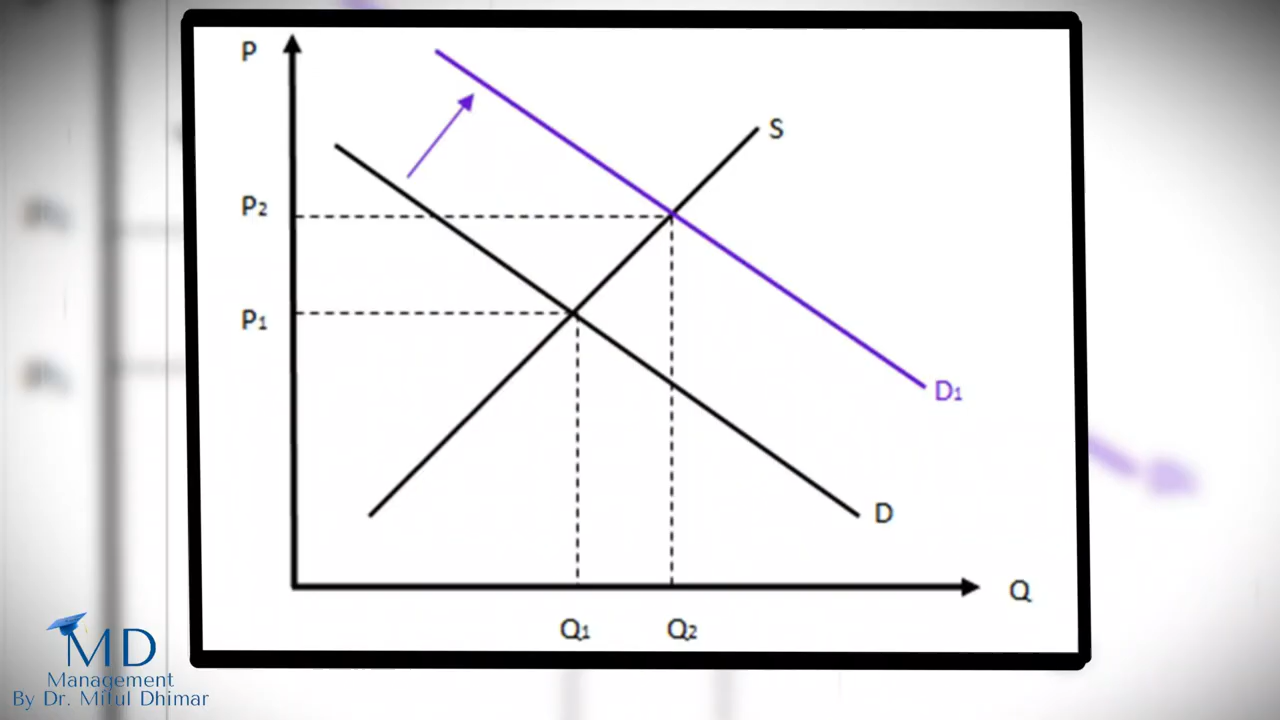 P
S
P2
P1
D1
D
Q
Q1
Q2
MD
Management
By Dr. Mitul Dhimar